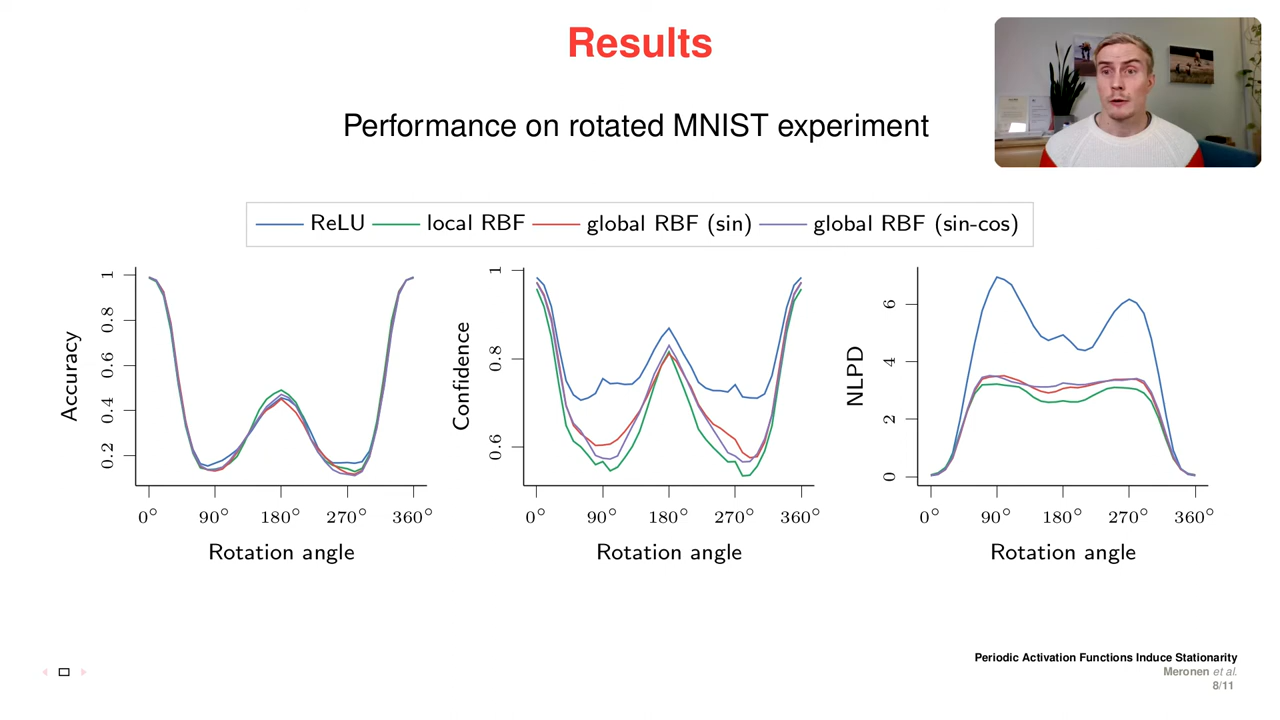 Results
Performance on rotated MNIST experiment
ReLU local RBF global RBF (sin) global RBF (sin-cos)
Accuracy
1
0.8
0.6
0.4
0.2
0° 90° 180° 270° 360°
Rotation angle
Confidence
1
0.8
0.6
0° 90° 180° 270° 360°
Rotation angle
NLPD
6
4
2
0
0° 90° 180° 270° 360°
Rotation angle
Periodic Activation Functions Induce Stationarity
Meronen et al.
8/11